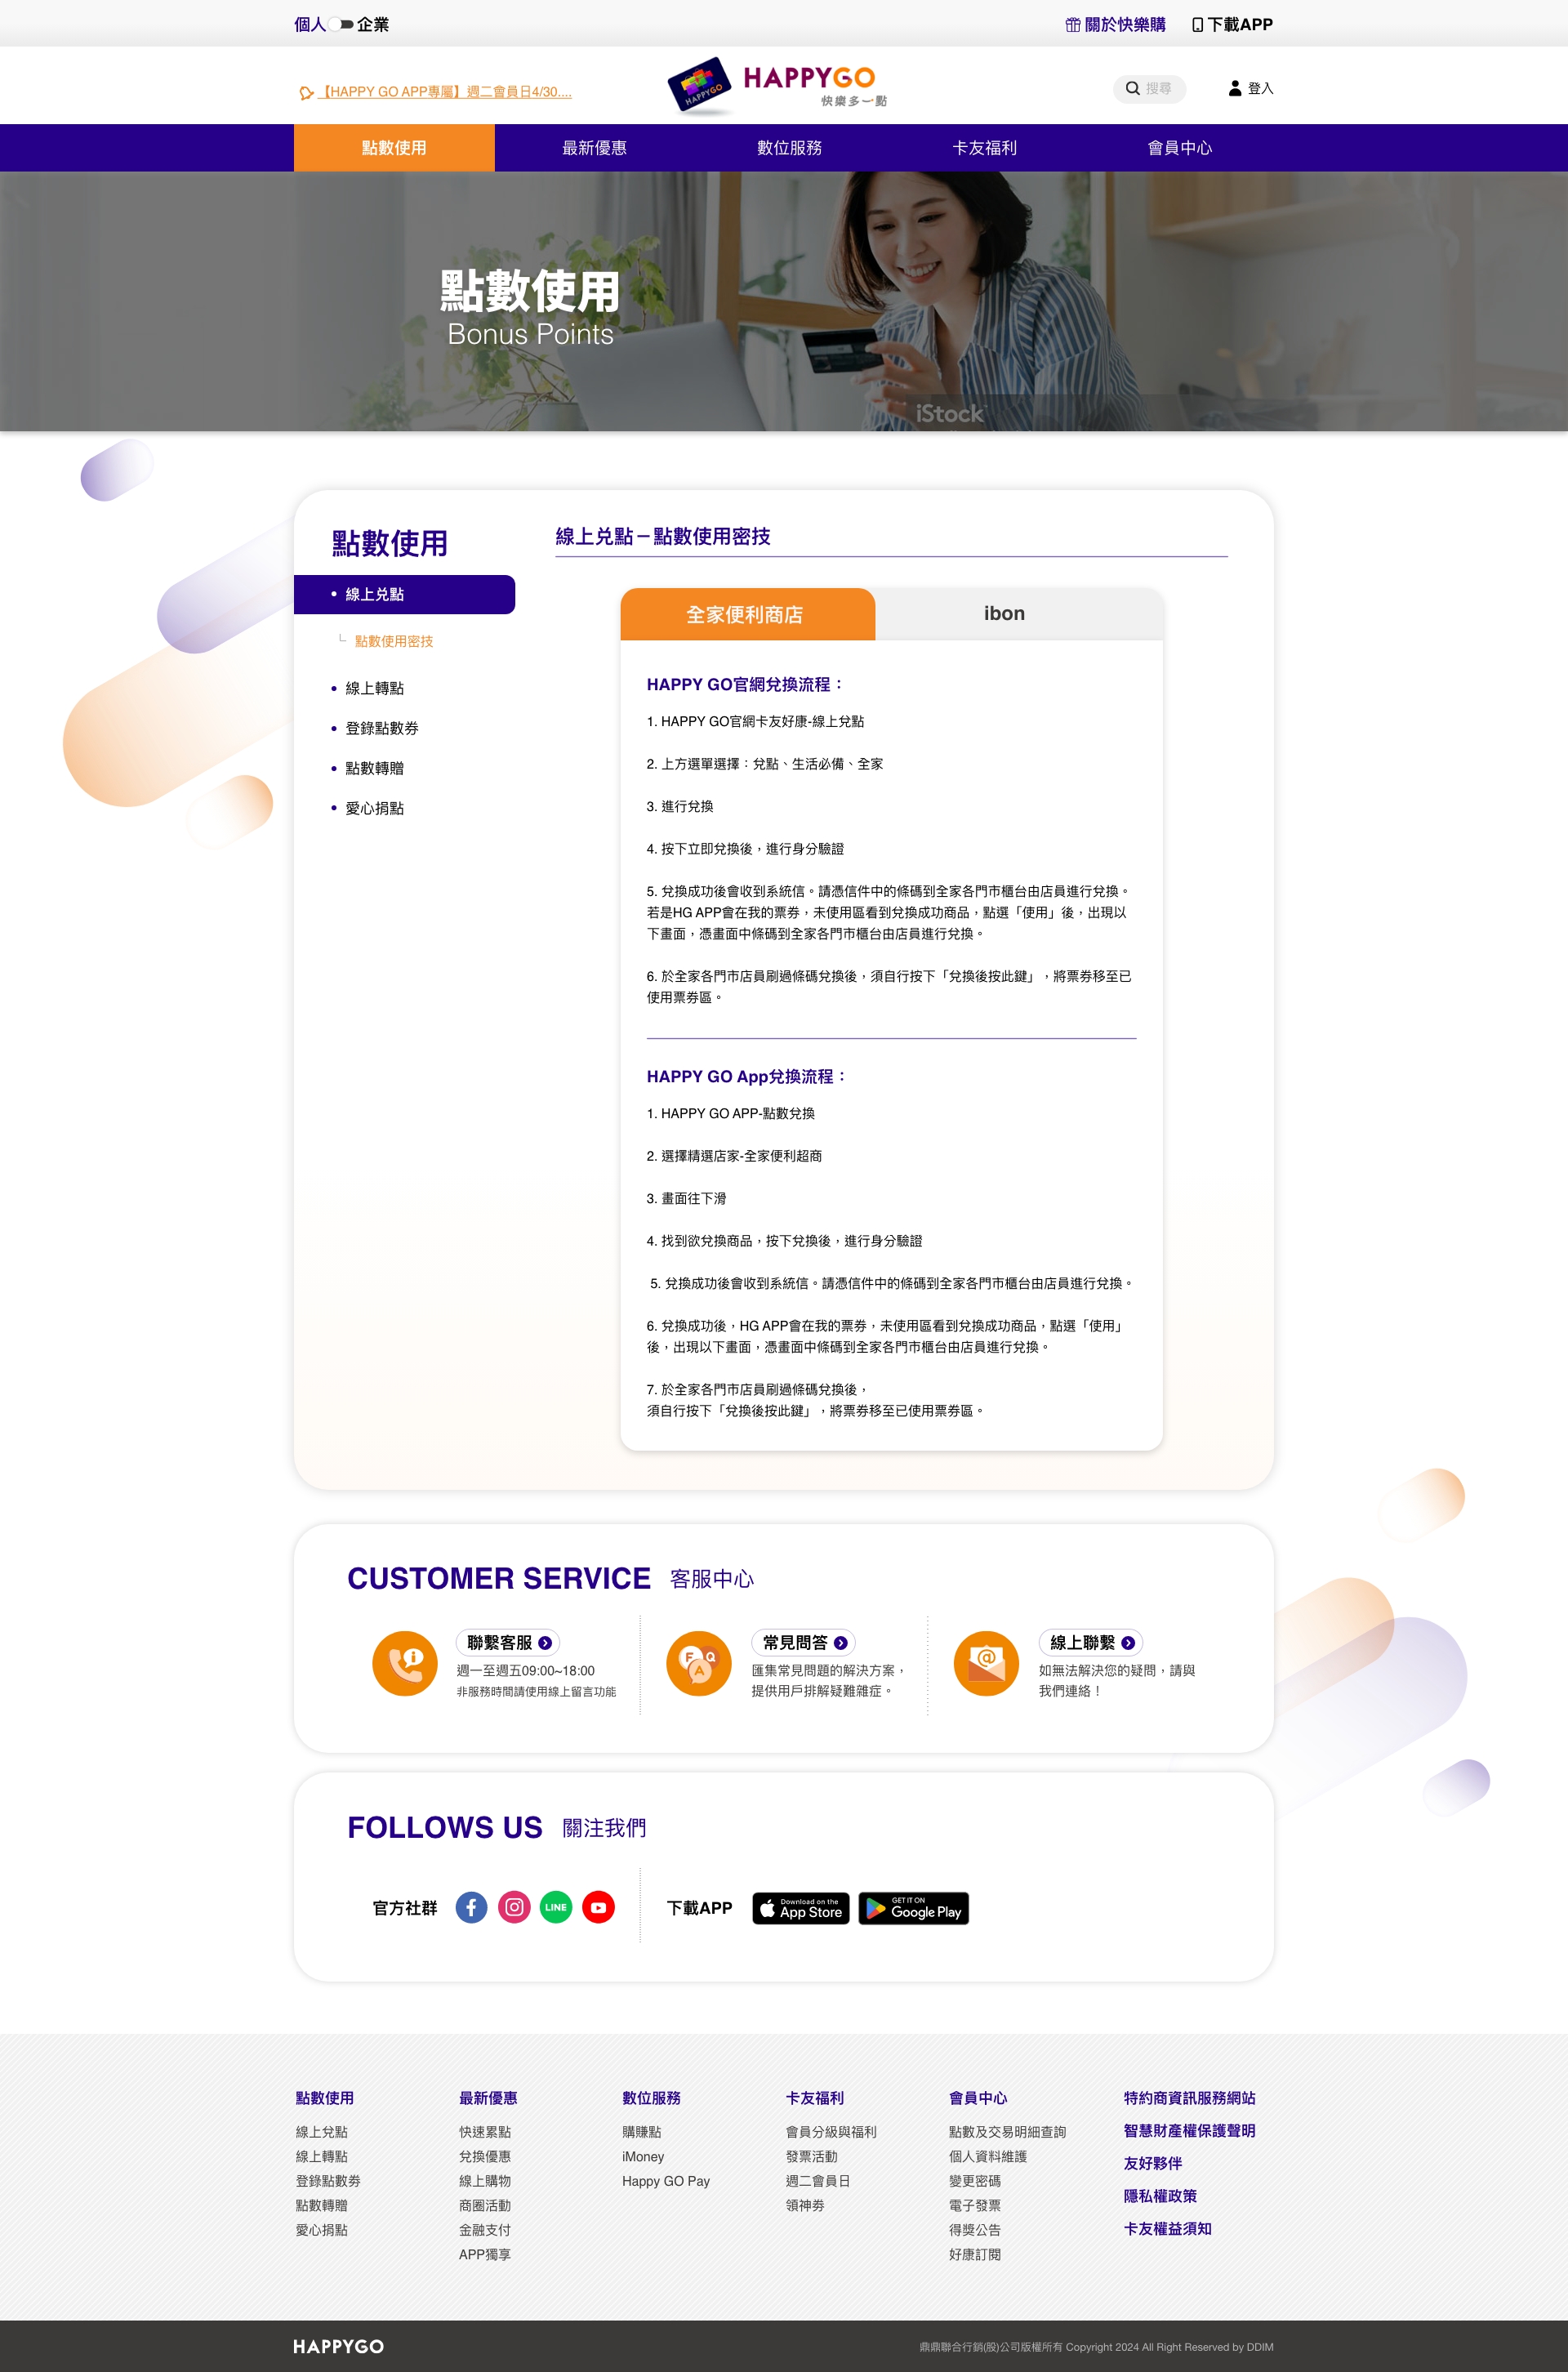 個人 企業
關於快樂購 下載APP
【HAPPY GO APP專屬】週二會員日4/30....
HAPPYGO
HAPPYGO
快樂多一點
搜尋
登入
點數使用 最新優惠 數位服務 卡友福利 會員中心
點數使用
Bonus Points
iStock
點數使用
線上兌點
點數使用密技
線上轉點
登錄點數券
點數轉贈
愛心捐點
線上兌點－點數使用密技
全家便利商店 ibon
HAPPY GO官網兌換流程：
1. HAPPY GO官網卡友好康-線上兌點
2. 上方選單選擇：兌點、生活必備、全家
3. 進行兌換
4. 按下立即兌換後，進行身分驗證
5. 兌換成功後會收到系統信。請憑信件中的條碼到全家各門市櫃台由店員進行兌換。
若是HG APP會在我的票券，未使用區看到兌換成功商品，點選「使用」後，出現以
下畫面，憑畫面中條碼到全家各門市櫃台由店員進行兌換。
6. 於全家各門市店員刷過條碼兌換後，須自行按下「兌換後按此鍵」，將票券移至已
使用票券區。
HAPPY GO App兌換流程：
1. HAPPY GO APP-點數兌換
2. 選擇精選店家-全家便利超商
3. 畫面往下滑
4. 找到欲兌換商品，按下兌換後，進行身分驗證
5. 兌換成功後會收到系統信。請憑信件中的條碼到全家各門市櫃台由店員進行兌換。
6. 兌換成功後，HG APP會在我的票券，未使用區看到兌換成功商品，點選「使用」
後，出現以下畫面，憑畫面中條碼到全家各門市櫃台由店員進行兌換。
7. 於全家各門市店員刷過條碼兌換後，
須自行按下「兌換後按此鍵」，將票券移至已使用票券區。
CUSTOMER SERVICE 客服中心
聯繫客服
週一至週五09:00~18:00
非服務時間請使用線上留言功能
F Q A
常見問答
匯集常見問題的解決方案，
提供用戶排解疑難雜症。
@
線上聯繫
如無法解決您的疑問，請與
我們連絡！
FOLLOWS US 關注我們
官方社群
LINE
下載APP
Download on the
App Store
GET IT ON
Google Play
點數使用
線上兌點
線上轉點
登錄點數券
點數轉贈
愛心捐點
最新優惠
快速累點
兌換優惠
線上購物
商圈活動
金融支付
APP獨享
數位服務
購賺點
iMoney
Happy GO Pay
卡友福利
會員分級與福利
發票活動
週二會員日
領神券
會員中心
點數及交易明細查詢
個人資料維護
變更密碼
電子發票
得獎公告
好康訂閱
特約商資訊服務網站
智慧財產權保護聲明
友好夥伴
隱私權政策
卡友權益須知
HAPPYGO
鼎鼎聯合行銷(股)公司版權所有 Copyright 2024 All Right Reserved by DDIM